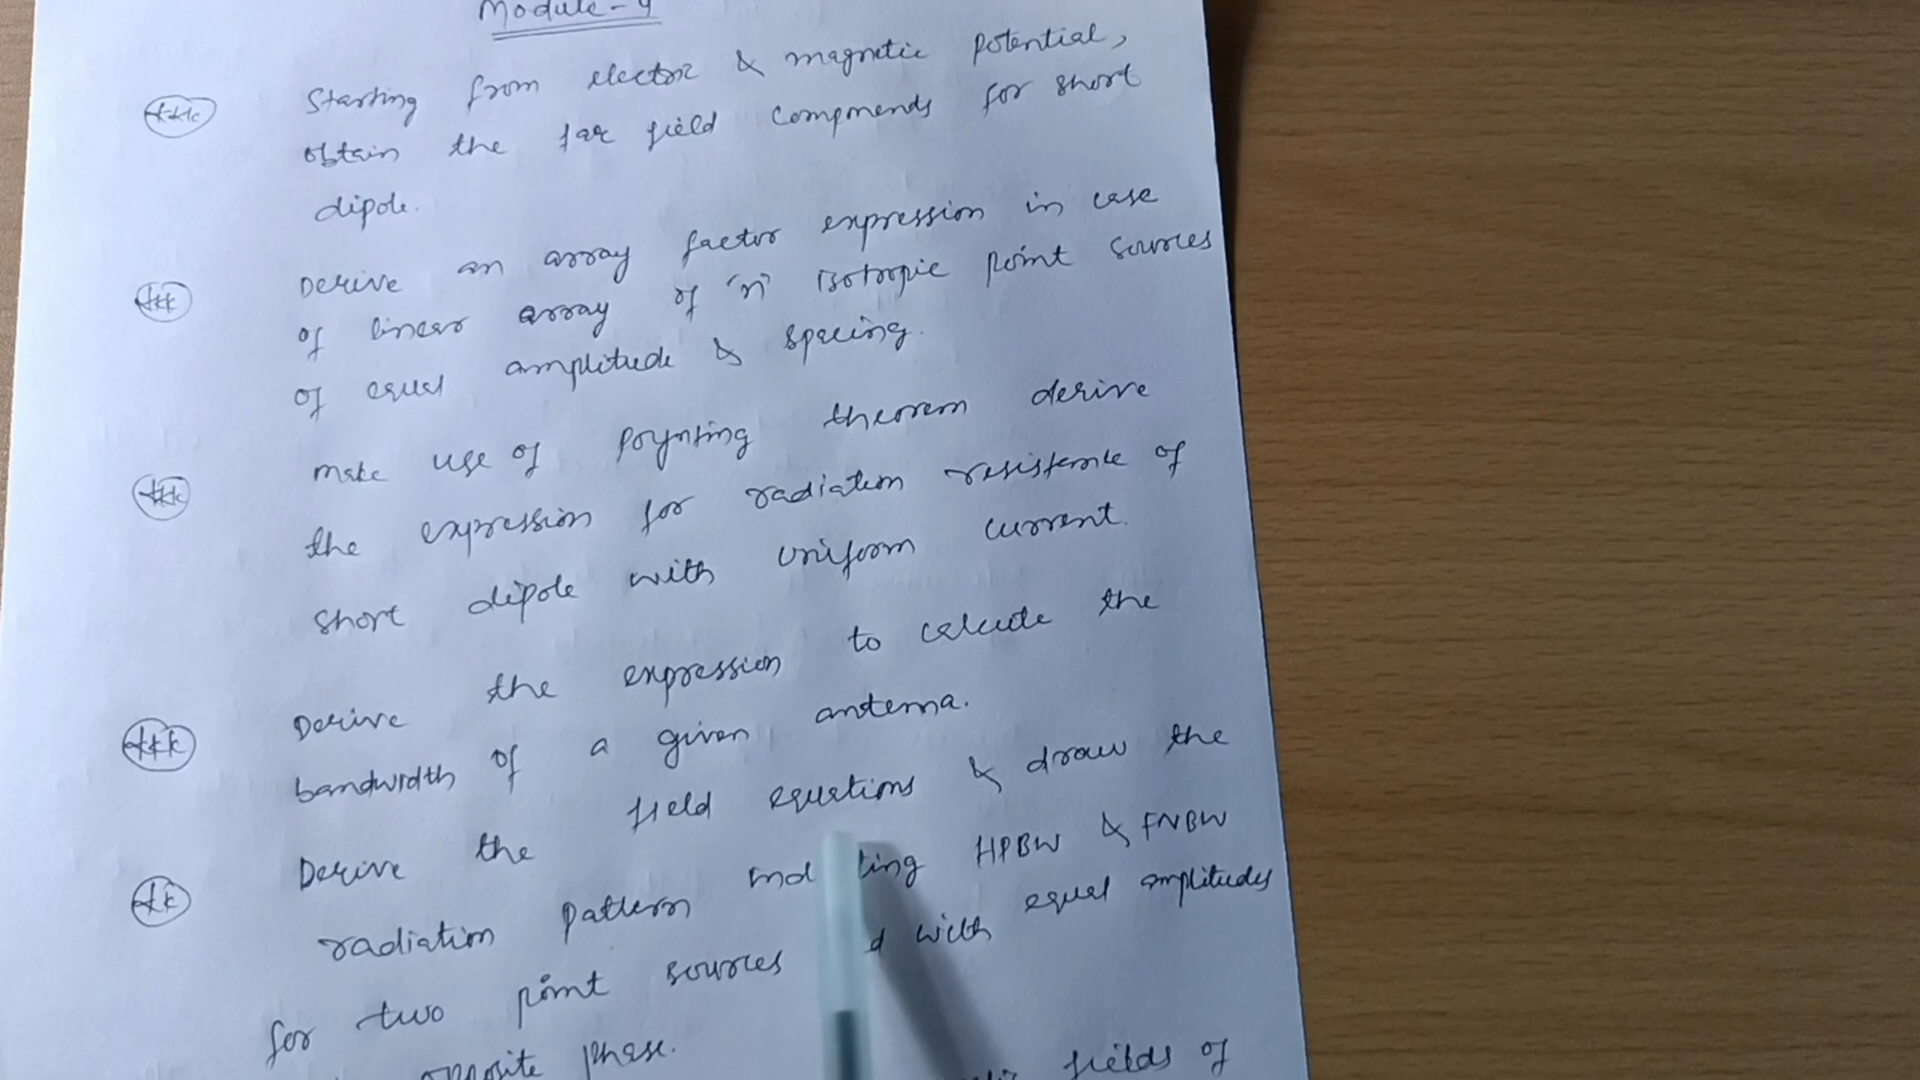 Module-4
*** Starting from electric & magnetic potential,
obtain the far field components for short
dipole.
*** Derive an array factor expression in case
of linear array of 'n' isotropic point sources
of equal amplitude & spacing.
*** make use of poynting theorem derive
the expression for radiation resistance of
short dipole with uniform current.
*** Derive the expression to calculate the
bandwidth of a given antenna.
** Derive the field equations & draw the
radiation pattern HPBW & FNBW
for two point sources with equal amplitudes
opposite phase.
fields of